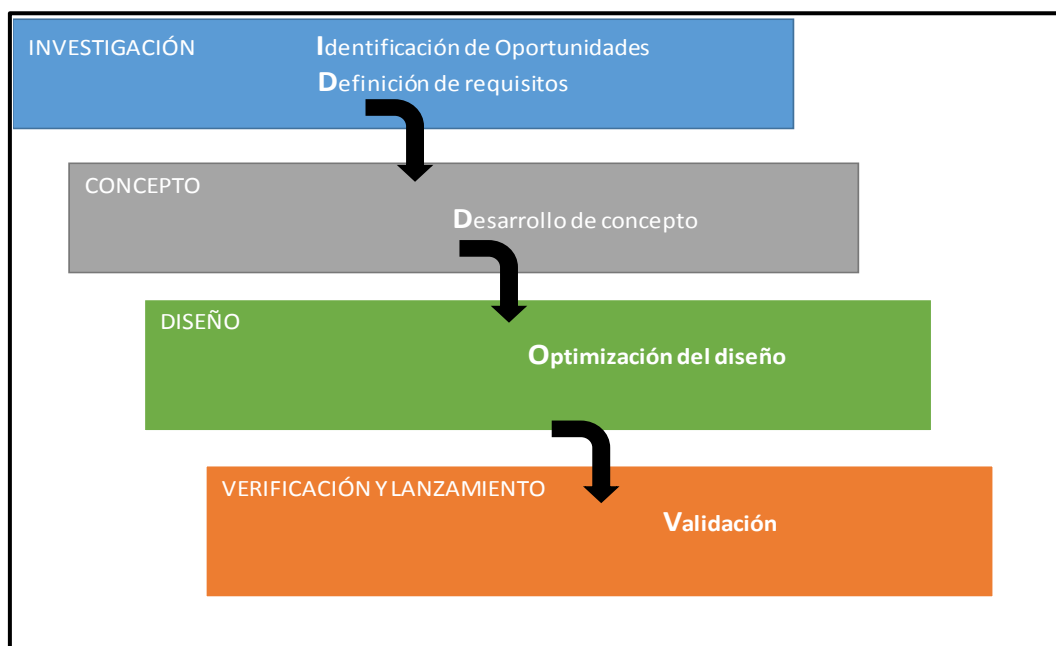 INVESTIGACIÓN
Identificación de Oportunidades
Definición de requisitos
CONCEPTO
Desarrollo de concepto
DISEÑO
Optimización del diseño
VERIFICACIÓN Y LANZAMIENTO
Validación